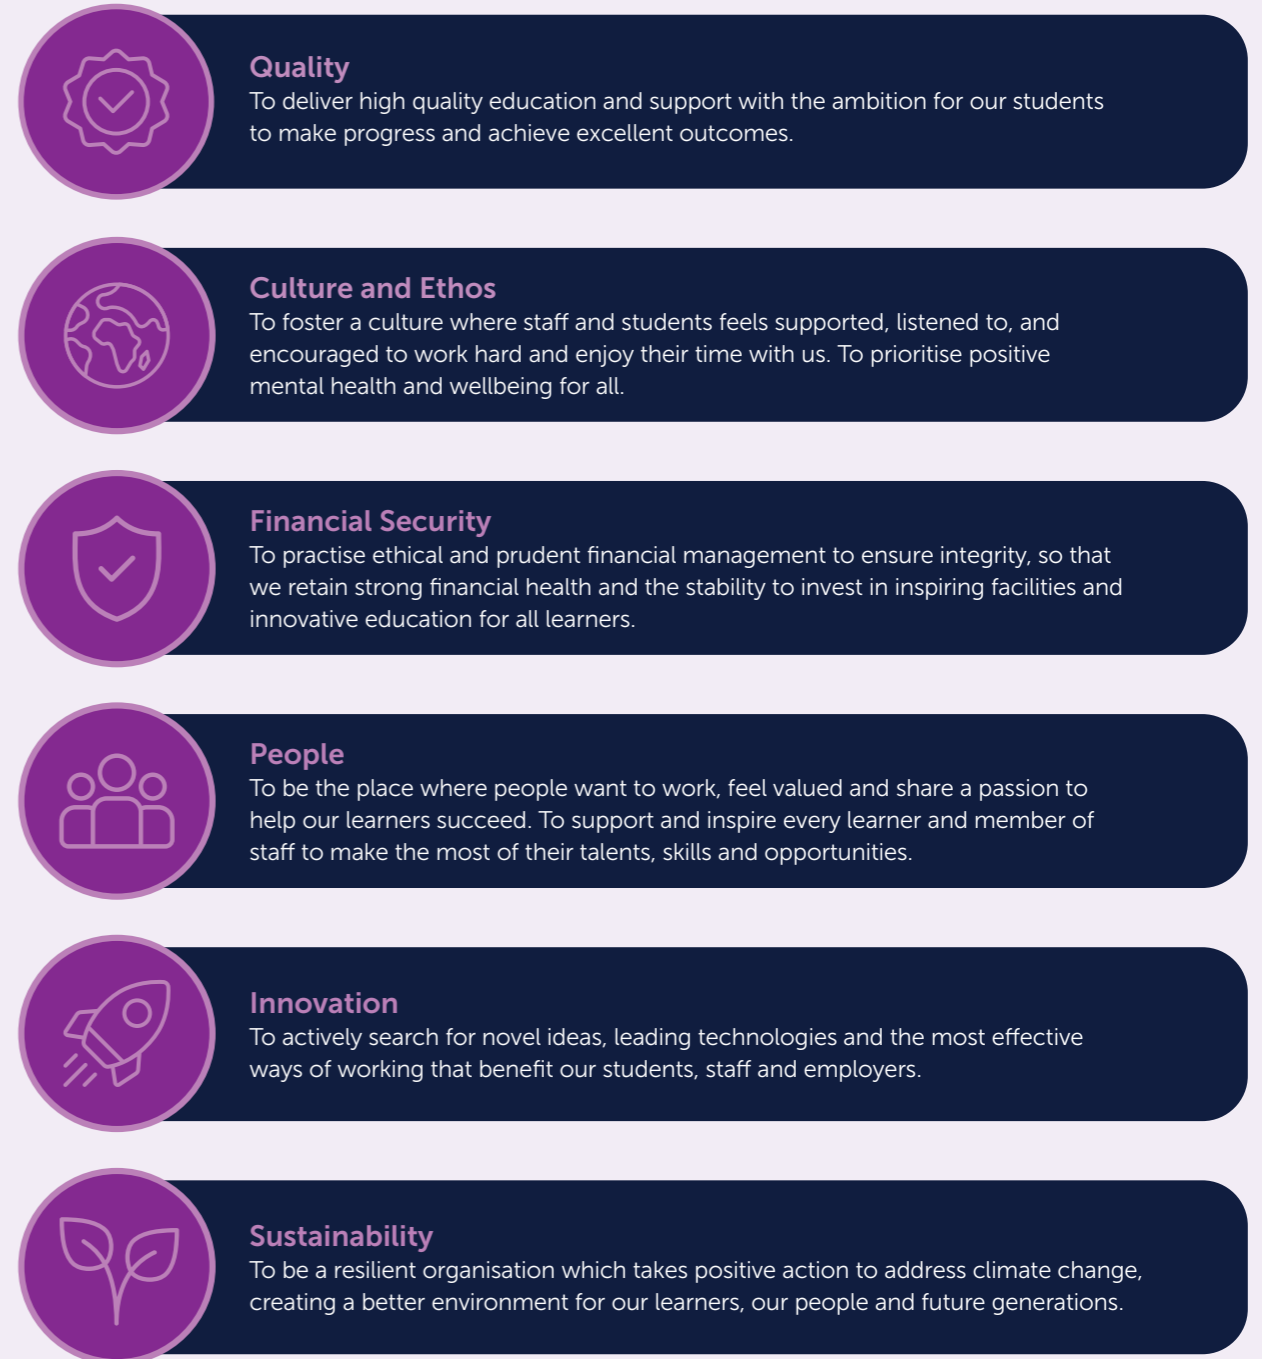 Quality
To deliver high quality education and support with the ambition for our students
to make progress and achieve excellent outcomes.
Culture and Ethos
To foster a culture where staff and students feels supported, listened to, and
encouraged to work hard and enjoy their time with us. To prioritise positive
mental health and wellbeing for all.
Financial Security
To practise ethical and prudent financial management to ensure integrity, so that
we retain strong financial health and the stability to invest in inspiring facilities and
innovative education for all learners.
People
To be the place where people want to work, feel valued and share a passion to
help our learners succeed. To support and inspire every learner and member of
staff to make the most of their talents, skills and opportunities.
Innovation
To actively search for novel ideas, leading technologies and the most effective
ways of working that benefit our students, staff and employers.
Sustainability
To be a resilient organisation which takes positive action to address climate change,
creating a better environment for our learners, our people and future generations.